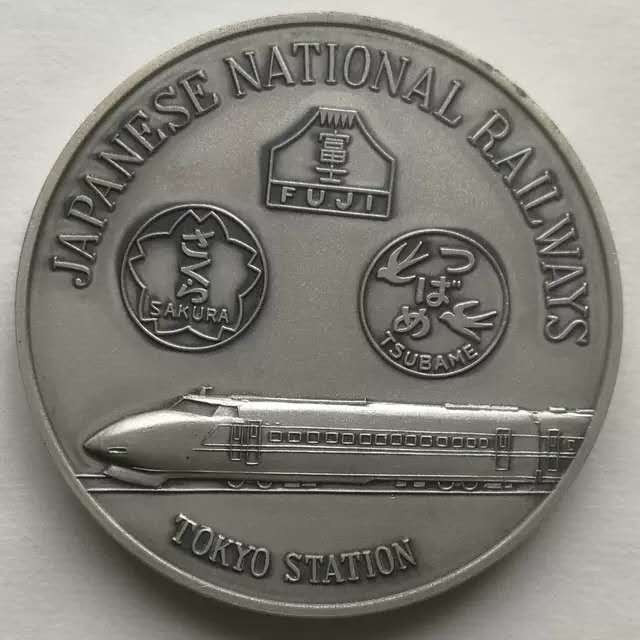 JAPANESE NATIONAL RAILWAYS
富士
FUJI
さくら
SAKURA
つばめ
TSUBAME
TOKYO STATION